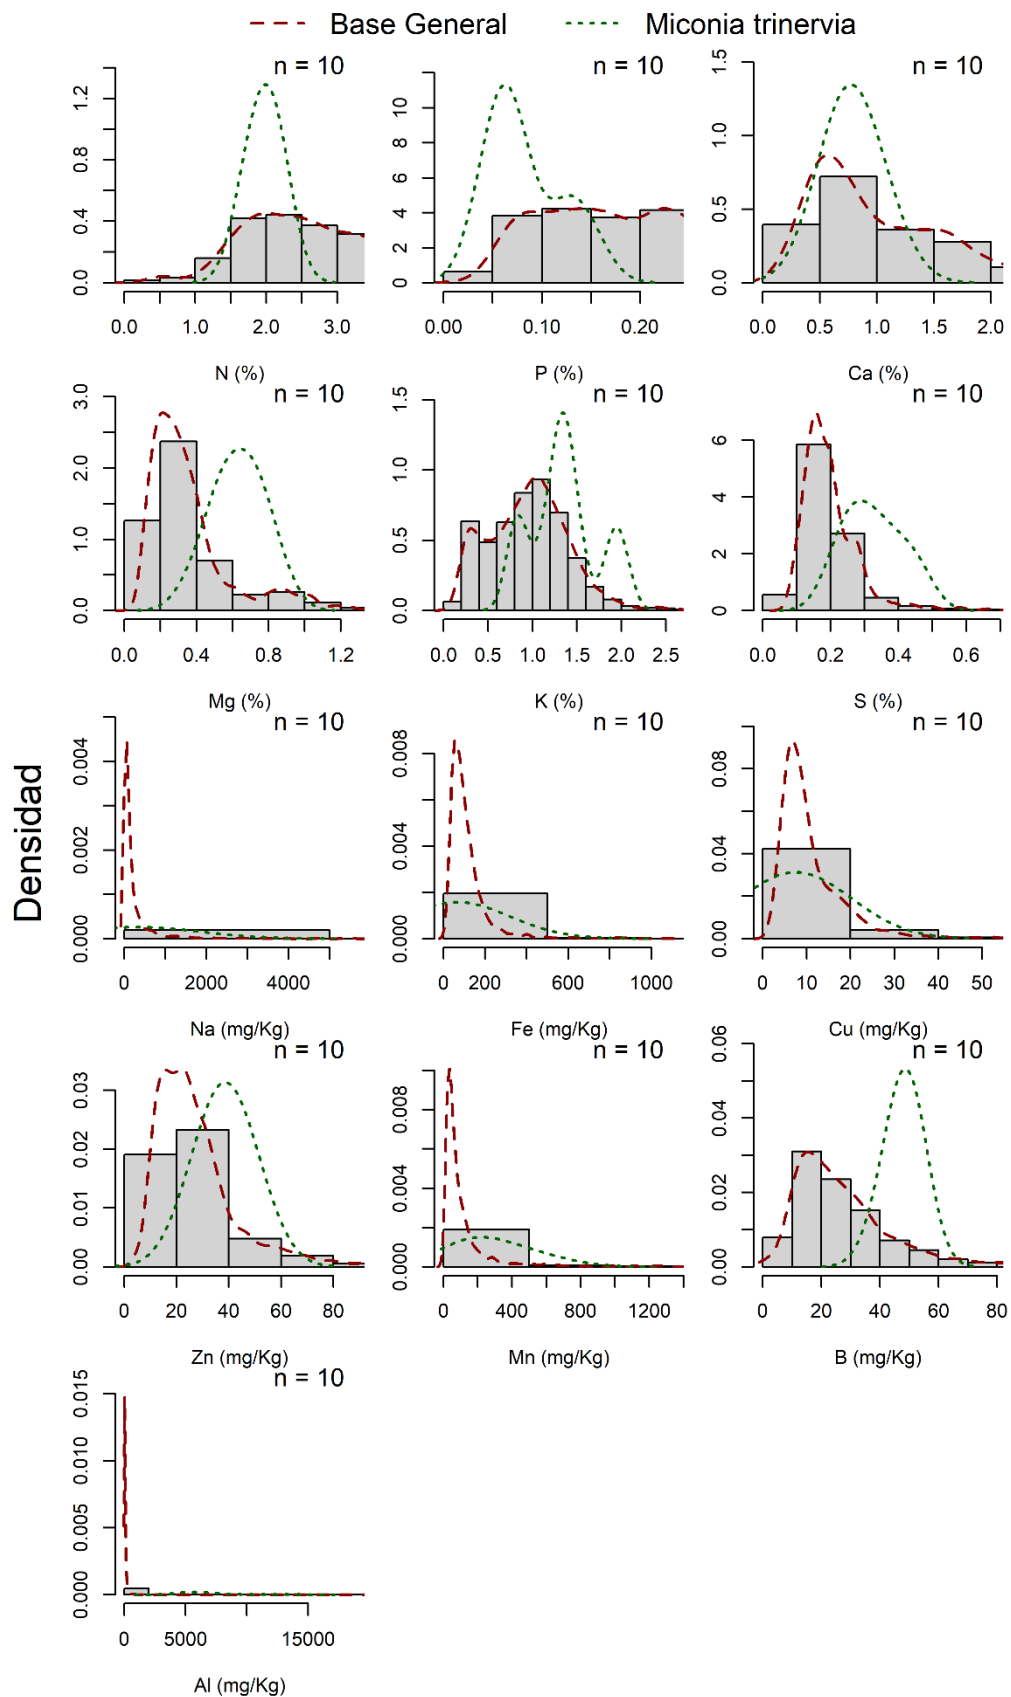 Base General Miconia trinervia
n = 10 n = 10 n = 10
0.0 0.4 0.8 1.2
0.0 1.0 2.0 3.0
N (%)
0 2 4 6 8 10
0.00 0.10 0.20
P (%)
0.0 0.5 1.0 1.5
0.0 0.5 1.0 1.5 2.0
Ca (%)
n = 10 n = 10 n = 10
0.0 1.0 2.0 3.0
0.0 0.4 0.8 1.2
Mg (%)
0.0 0.5 1.0 1.5
0.0 0.5 1.0 1.5 2.0 2.5
K (%)
0 2 4 6
0.0 0.2 0.4 0.6
S (%)
Densidad
n = 10 n = 10 n = 10
0.000 0.002 0.004
0 2000 4000
Na (mg/Kg)
0.000 0.004 0.008
0 200 600 1000
Fe (mg/Kg)
0.00 0.04 0.08
0 10 20 30 40 50
Cu (mg/Kg)
n = 10 n = 10 n = 10
0.00 0.01 0.02 0.03
0 20 40 60 80
Zn (mg/Kg)
0.000 0.004 0.008
0 400 800 1200
Mn (mg/Kg)
0.00 0.02 0.04 0.06
0 20 40 60 80
B (mg/Kg)
n = 10
0.000 0.005 0.010 0.015
0 5000 15000
Al (mg/Kg)